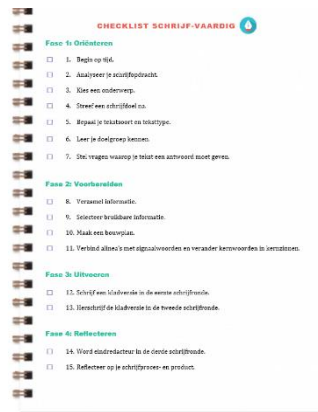 CHECKLIST SCHRIJF-VAARDIG
Fase 1: Oriënteren
1. Begin op tijd.
2. Analyseer je schrijfopdracht.
3. Kies een onderwerp.
4. Streef een schrijfdoel na.
5. Bepaal je tekstsoort en teksttype.
6. Leer je doelgroep kennen.
7. Stel vragen waarop je tekst een antwoord moet geven.
Fase 2: Voorbereiden
8. Verzamel informatie.
9. Selecteer bruikbare informatie.
10. Maak een bouwplan.
11. Verbind alinea's met signaalwoorden en verander kernwoorden in kernzinnen.
Fase 3: Uitvoeren
12. Schrijf een kladversie in de eerste schrijfronde.
13. Herschrijf de kladversie in de tweede schrijfronde.
Fase 4: Reflecteren
14. Word eindredacteur in de derde schrijfronde.
15. Reflecteer op je schrijfproces- en product.